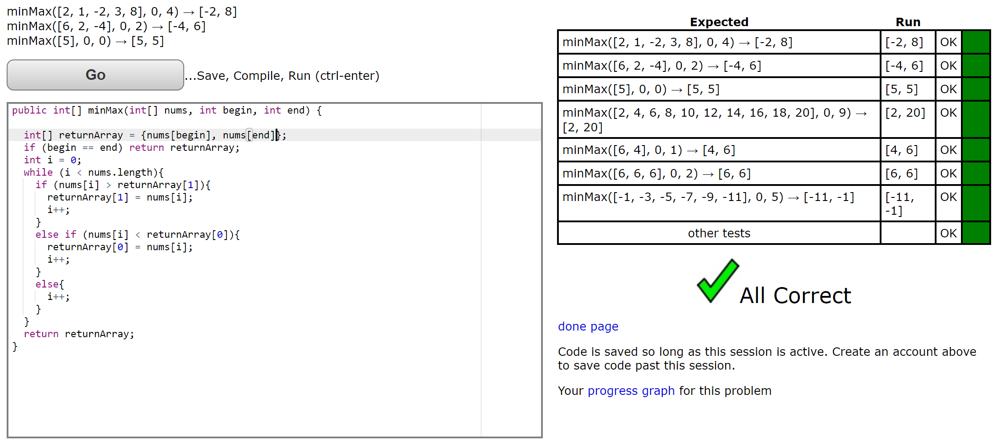 minMax([2, 1, -2, 3, 8], 0, 4) → [-2, 8]
minMax([6, 2, -4], 0, 2) → [-4, 6]
minMax([5], 0, 0) → [5, 5]
Go
...Save, Compile, Run (ctrl-enter)
public int[] minMax(int[] nums, int begin, int end) {
  int[] returnArray = {nums[begin], nums[end]};
  if (begin == end) return returnArray;
  int i = 0;
  while (i < nums.length){
    if (nums[i] > returnArray[1]){
      returnArray[1] = nums[i];
      i++;
    }
    else if (nums[i] < returnArray[0]){
      returnArray[0] = nums[i];
      i++;
    }
    else{
      i++;
    }
  }
  return returnArray;
}
Expected Run
minMax([2, 1, -2, 3, 8], 0, 4) → [-2, 8] [-2, 8] OK
minMax([6, 2, -4], 0, 2) → [-4, 6] [-4, 6] OK
minMax([5], 0, 0) → [5, 5] [5, 5] OK
minMax([2, 4, 6, 8, 10, 12, 14, 16, 18, 20], 0, 9) → [2, 20] OK
[2, 20]
minMax([6, 4], 0, 1) → [4, 6] [4, 6] OK
minMax([6, 6, 6], 0, 2) → [6, 6] [6, 6] OK
minMax([-1, -3, -5, -7, -9, -11], 0, 5) → [-11, -1] [-11, OK
-1]
other tests OK
All Correct
done page
Code is saved so long as this session is active. Create an account above
to save code past this session.
Your progress graph for this problem